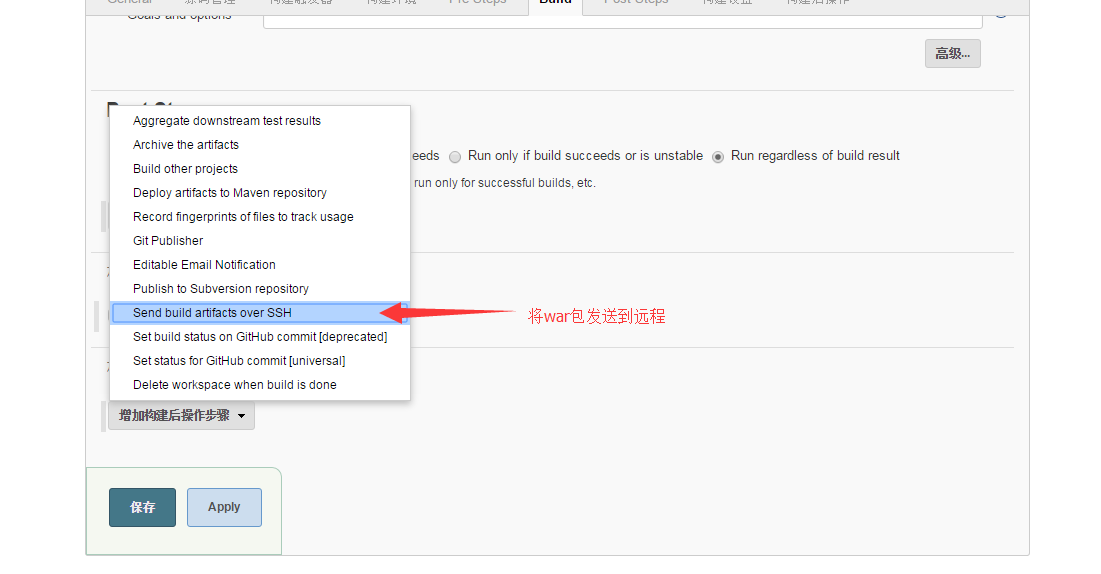 General 源码管理 构建触发器 构建环境 Pre Steps Build Post Steps 构建设置 构建后操作
Goals and options
高级...
Aggregate downstream test results
Archive the artifacts
Build other projects
Deploy artifacts to Maven repository
Record fingerprints of files to track usage
Git Publisher
Editable Email Notification
Publish to Subversion repository
Send build artifacts over SSH
Set build status on GitHub commit [deprecated]
Set status for GitHub commit [universal]
Delete workspace when build is done
eeds Run only if build succeeds or is unstable Run regardless of build result
run only for successful builds, etc.
将war包发送到远程
增加构建后操作步骤
保存 Apply